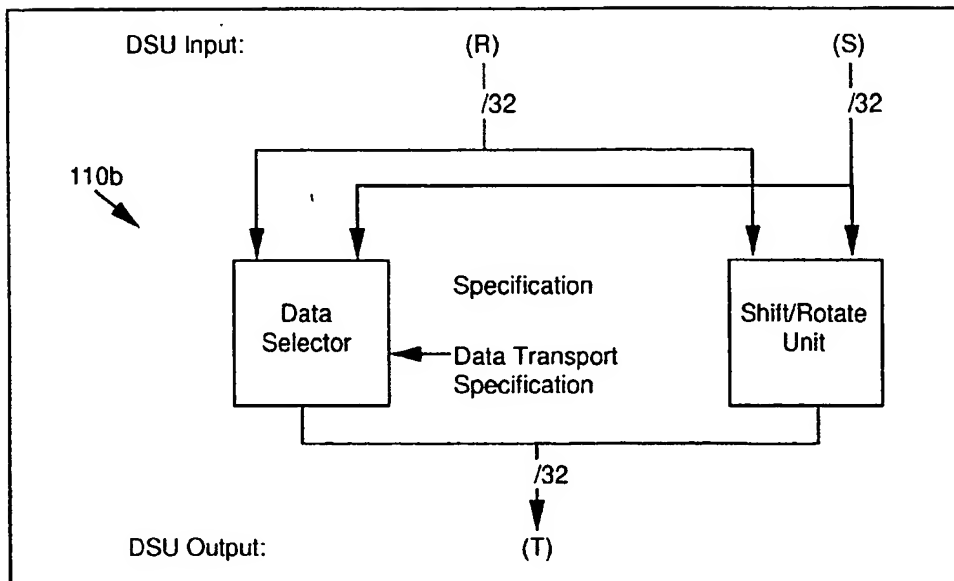 DSU Input: (R) (S)
/32 /32
110b
Data
Selector
Specification
Data Transport
Specification
Shift/Rotate
Unit
/32
DSU Output: (T)